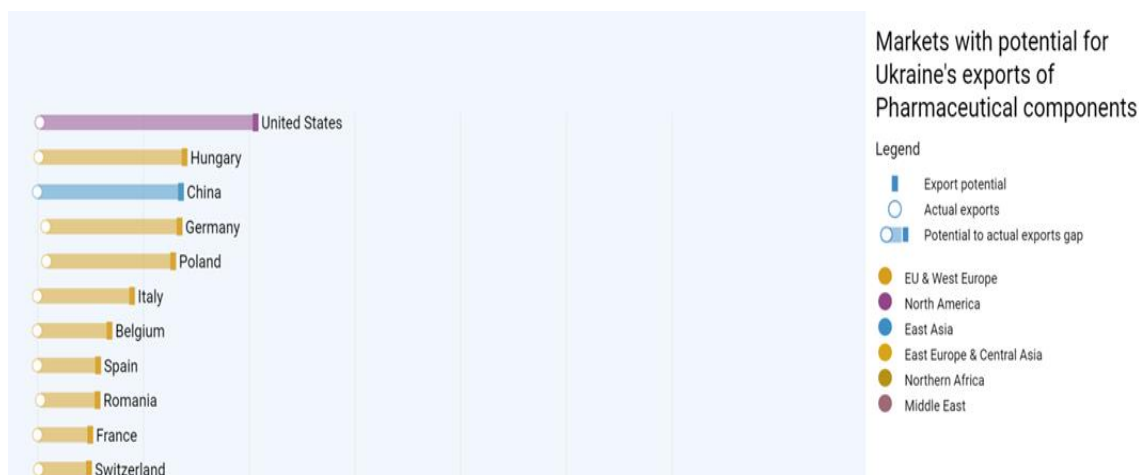 United States
Hungary
China
Germany
Poland
Italy
Belgium
Spain
Romania
France
Switzerland
Markets with potential for
Ukraine's exports of
Pharmaceutical components
Legend
Export potential
Actual exports
Potential to actual exports gap
EU & West Europe
North America
East Asia
East Europe & Central Asia
Northern Africa
Middle East